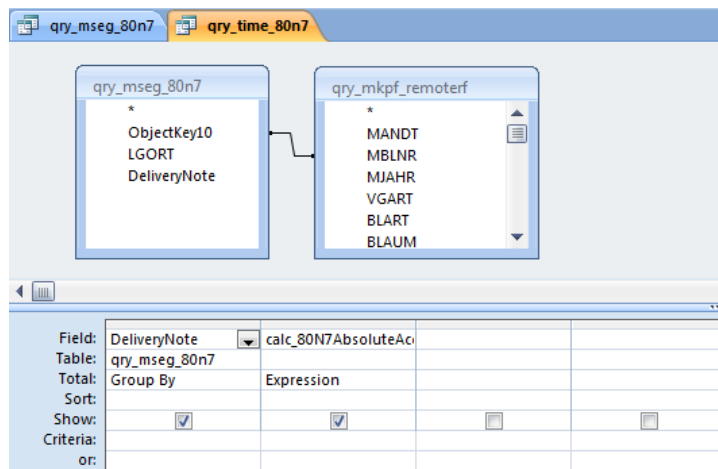 qry_mseg_80n7 qry_time_80n7
qry_mseg_80n7
*
ObjectKey10
LGORT
DeliveryNote
qry_mkpf_remoterf
*
MANDT
MBLNR
MJAHR
VGART
BLART
BLAUM
Field: DeliveryNote
Table: qry_mseg_80n7
Total: Group By Expression
Sort:
Show:
Criteria:
or: